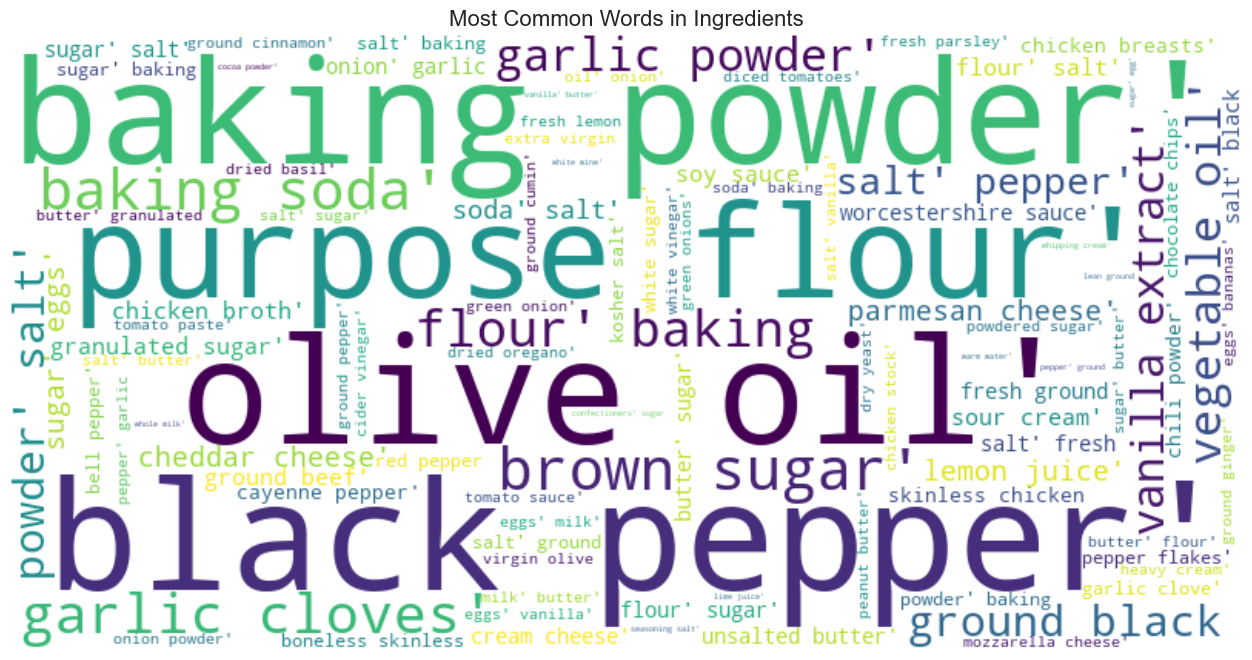 Most Common Words in Ingredients
sugar' salt'
ground cinnamon'
salt' baking
garlic powder'
fresh parsley'
chicken breasts'
sugar' baking
cocoa powder'
onion' garlic
oil' onion'
diced tomatoes'
flour' salt'
sugar' egg'
baking powder'
vanilla' butter'
fresh lemon
extra virgin
white wine'
dried basil'
baking soda'
soy sauce'
soda' baking
salt' pepper'
butter' granulated
salt' sugar'
soda' salt'
worcestershire sauce'
ground cumin'
kosher salt'
white sugar'
white vinegar'
green onions'
salt' vanilla'
vanilla extract'
chocolate chips'
vegetable oil'
salt' black
purpose flour'
whipping cream'
lean ground
powder' salt'
sugar' eggs'
chicken broth'
green onion'
parmesan cheese
tomato paste'
flour' baking
powdered sugar'
granulated sugar'
ground pepper'
cider vinegar'
dried oregano'
salt' butter'
warm water'
pepper' ground
dry yeast'
chicken stock'
sugar' butter'
chili powder'
eggs' bananas'
olive oil'
bell pepper'
pepper' garlic
butter' sugar'
fresh ground
confectioners' sugar
sour cream'
whole milk'
salt' fresh
cheddar cheese'
red pepper
brown sugar'
lemon juice'
ground beef'
cayenne pepper'
tomato sauce'
skinless chicken
ground ginger'
black pepper'
eggs' milk'
salt' ground
virgin olive
peanut butter'
butter' flour'
pepper flakes'
heavy cream'
garlic clove'
garlic cloves'
milk' butter'
lime juice'
eggs' vanilla'
flour' sugar'
powder' baking
ground black
onion powder'
boneless skinless
cream cheese'
seasoning salt'
unsalted butter'
mozzarella cheese'